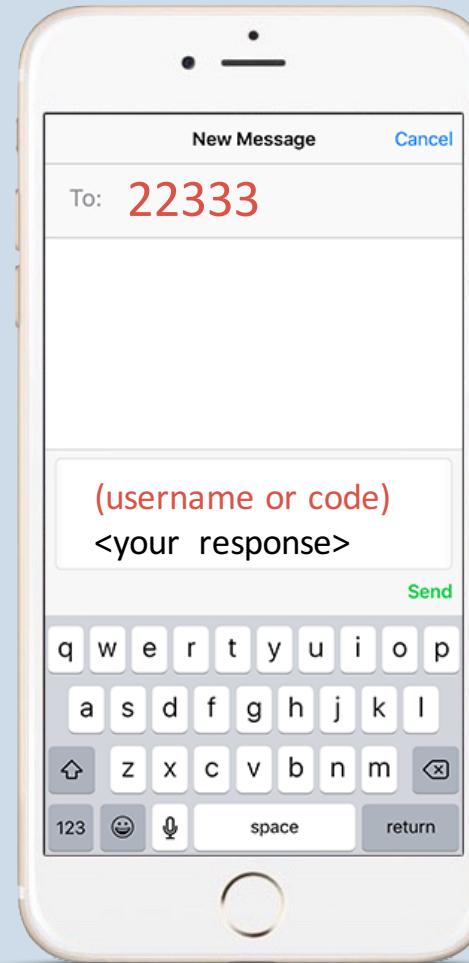 New Message Cancel
To: 22333
(username or code)
<your response>
Send
q w e r t y u i o p
a s d f g h j k l
z x c v b n m
123 space return